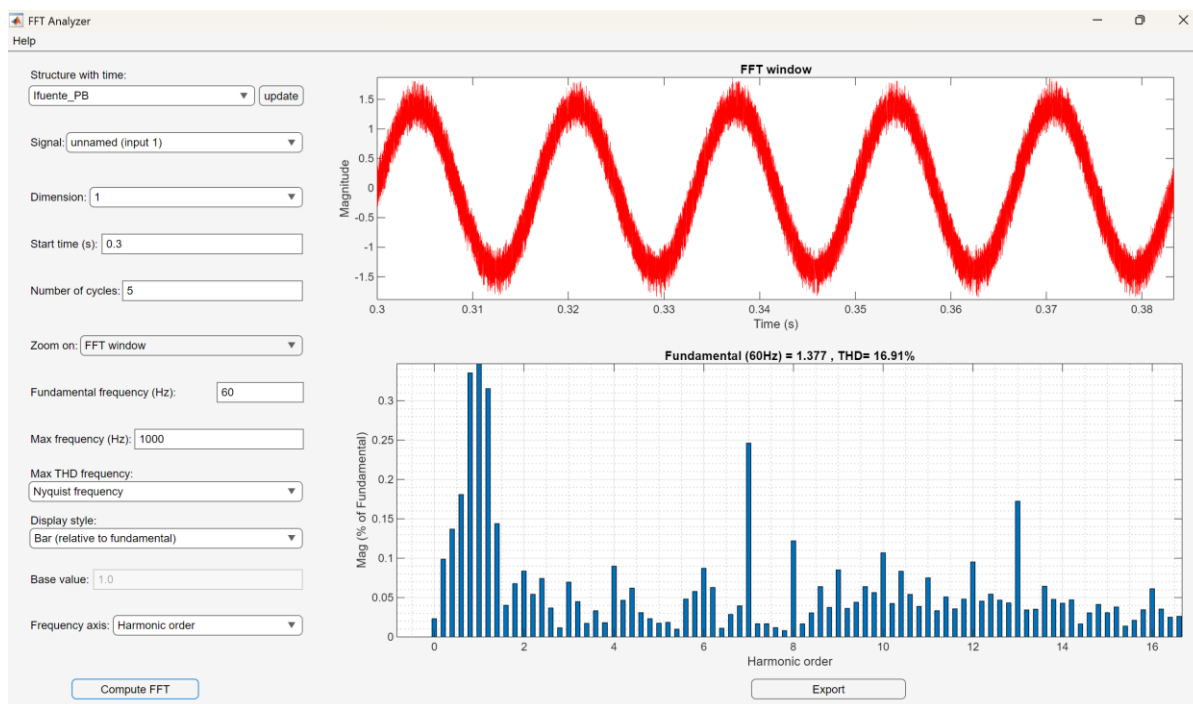 FFT Analyzer
Help
Structure with time:
Ifuente_PB
update
Signal: unnamed (input 1)
Dimension: 1
Start time (s): 0.3
Number of cycles: 5
Zoom on: FFT window
Fundamental frequency (Hz): 60
Max frequency (Hz): 1000
Max THD frequency:
Nyquist frequency
Display style:
Bar (relative to fundamental)
Base value: 1.0
Frequency axis: Harmonic order
Compute FFT
FFT window
Magnitude
1.5
1
0.5
0
-0.5
-1
-1.5
0.3 0.31 0.32 0.33 0.34 0.35 0.36 0.37 0.38
Time (s)
Fundamental (60Hz) = 1.377 , THD= 16.91%
Mag (% of Fundamental)
0.3
0.25
0.2
0.15
0.1
0.05
0
0 2 4 6 8 10 12 14 16
Harmonic order
Export